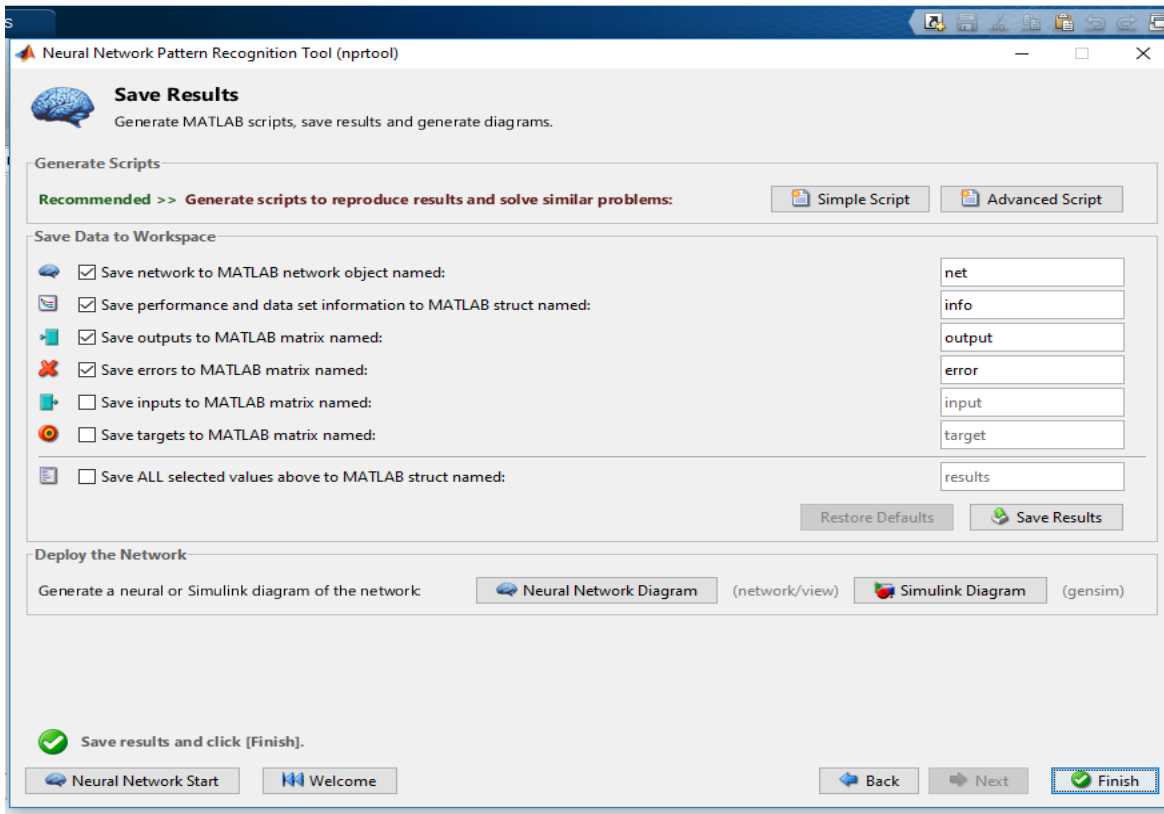 S
Neural Network Pattern Recognition Tool (nprtool)
Save Results
Generate MATLAB scripts, save results and generate diagrams.
Generate Scripts
Recommended >> Generate scripts to reproduce results and solve similar problems: Simple Script Advanced Script
Save Data to Workspace
Save network to MATLAB network object named: net
Save performance and data set information to MATLAB struct named: info
Save outputs to MATLAB matrix named: output
Save errors to MATLAB matrix named: error
Save inputs to MATLAB matrix named: input
Save targets to MATLAB matrix named: target
Save ALL selected values above to MATLAB struct named: results
Restore Defaults Save Results
Deploy the Network
Generate a neural or Simulink diagram of the network: Neural Network Diagram (network/view) Simulink Diagram (gensim)
Save results and click [Finish].
Neural Network Start Welcome Back Next Finish